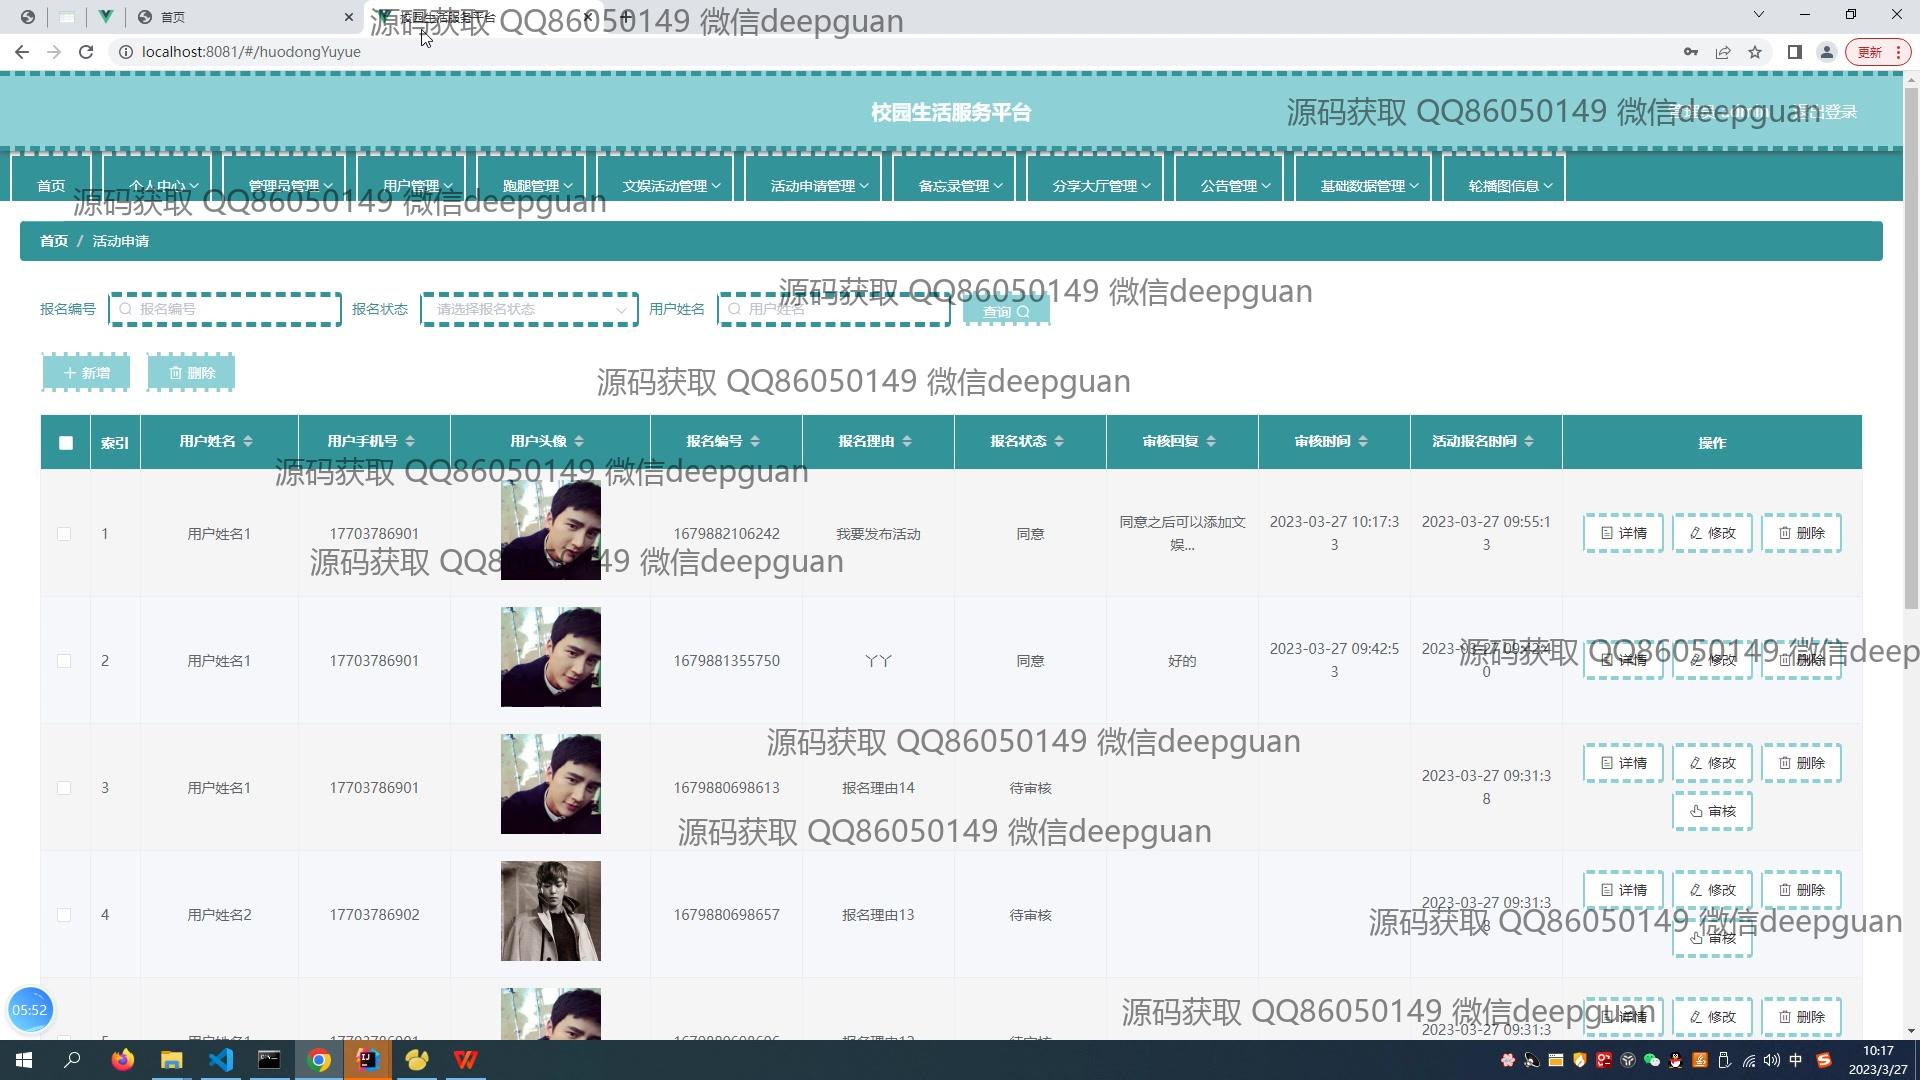 首页
校园生活服务平台
源码获取 QQ86050149 微信deepguan
localhost:8081/#/huodongYuyue
更新
校园生活服务平台
源码获取 QQ86050149 微信deepguan
退出登录
首页 个人中心 管理员管理 用户管理 跑腿管理 文娱活动管理 活动申请管理 备忘录管理 分享大厅管理 公告管理 基础数据管理 轮播图信息
源码获取 QQ86050149 微信deepguan
首页 / 活动申请
源码获取 QQ86050149 微信deepguan
报名编号 报名编号 报名状态 请选择报名状态 用户姓名 用户姓名 查询
新增 删除
源码获取 QQ86050149 微信deepguan
索引 用户姓名 用户手机号 用户头像 报名编号 报名理由 报名状态 审核回复 审核时间 活动报名时间 操作
源码获取 QQ86050149 微信deepguan
1 用户姓名1 17703786901 1679882106242 我要发布活动 同意 同意之后可以添加文娱... 2023-03-27 10:17:33 2023-03-27 09:55:13 详情 修改 删除
源码获取 QQ8 49 微信deepguan
2 用户姓名1 17703786901 1679881355750 丫丫 同意 好的 2023-03-27 09:42:53 2023-03-27 09:42:40 详情 修改 删除
源码获取 QQ86050149 微信deep
源码获取 QQ86050149 微信deepguan
3 用户姓名1 17703786901 1679880698613 报名理由14 待审核 2023-03-27 09:31:38 详情 修改 删除
审核
源码获取 QQ86050149 微信deepguan
4 用户姓名2 17703786902 1679880698657 报名理由13 待审核 2023-03-27 09:31:38 详情 修改 删除
审核
源码获取 QQ86050149 微信deepguan
源码获取 QQ86050149 微信deepguan
2023-03-27 09:31:3 详情 修改 删除
05:52
中
10:17
2023/3/27